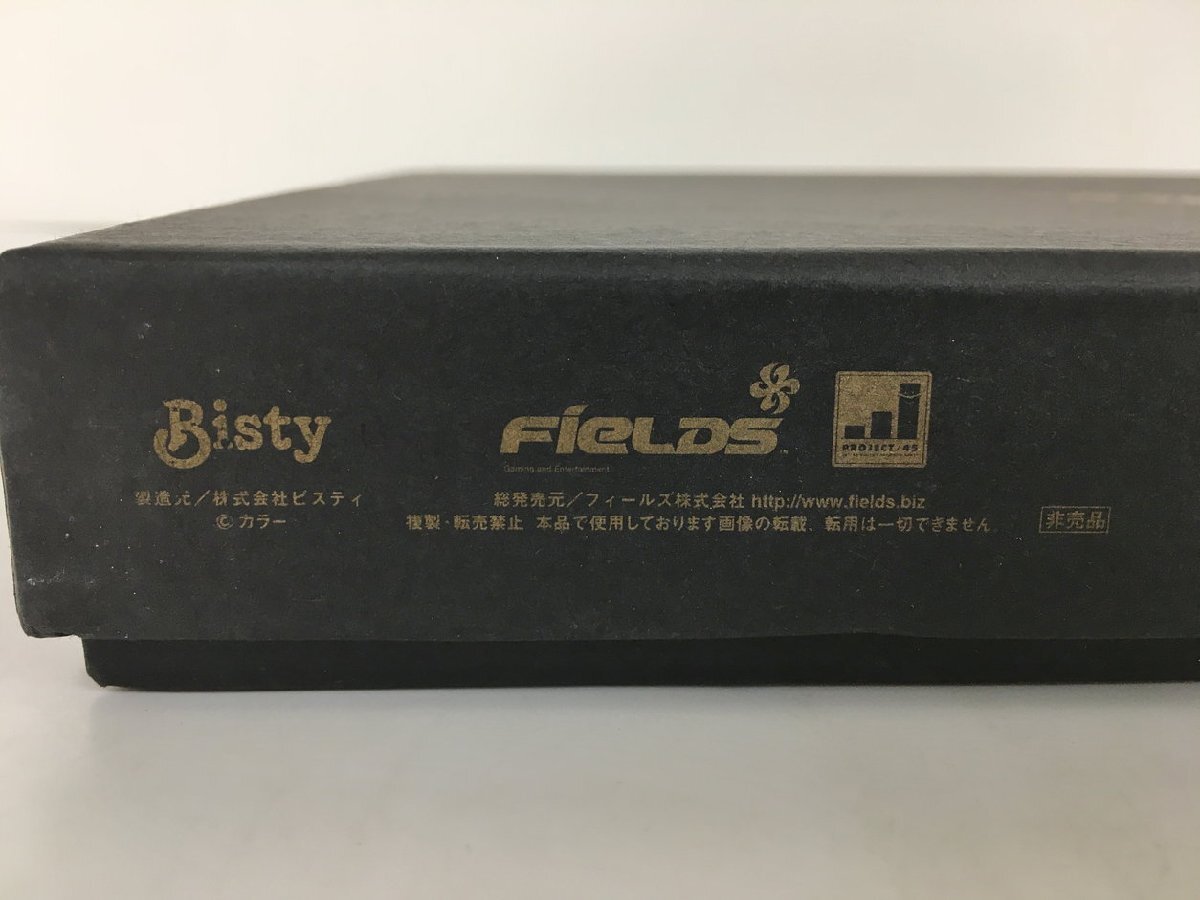 Bisty
FIELDS
Gaming and Entertainment
PROJECT/45
製造元／株式会社ビスティ
© カラー
総発売元／フィールズ株式会社 http://www.fields.biz
複製・転売禁止 本品で使用しております画像の転載、転用は一切できません。
非売品